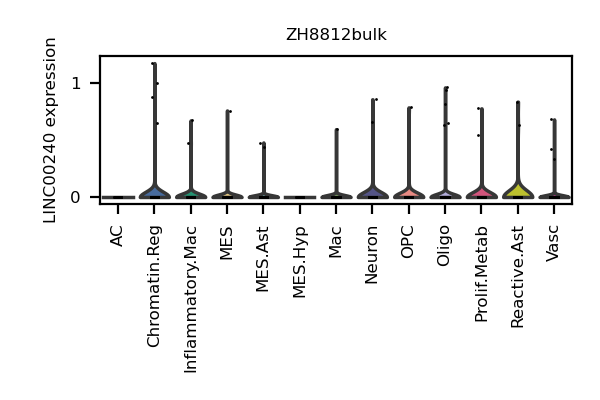 ZH8812bulk
LINC00240 expression
1
0
AC
Chromatin.Reg
Inflammatory.Mac
MES
MES.Ast
MES.Hyp
Mac
Neuron
OPC
Oligo
Prolif.Metab
Reactive.Ast
Vasc